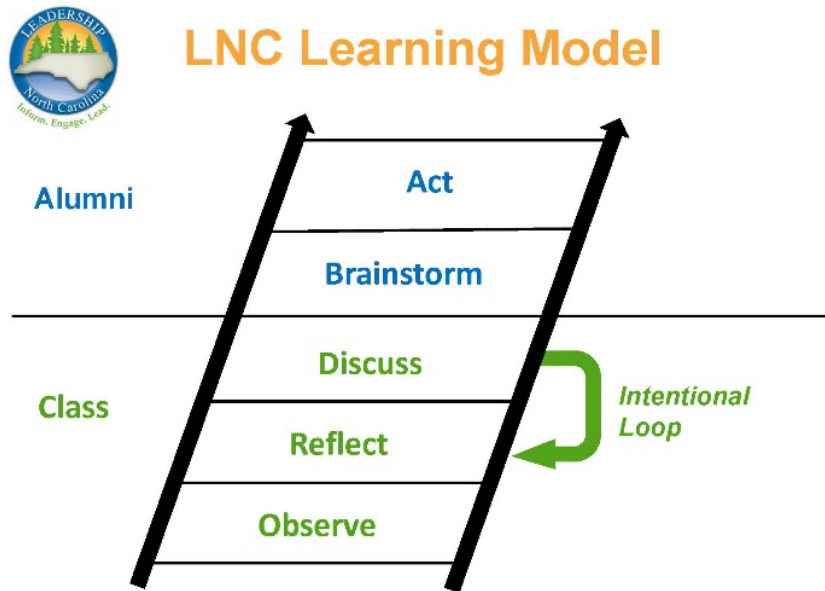 LEADERSHIP
North Carolina
Inform. Engage. Lead.
LNC Learning Model
Alumni
Act
Brainstorm
Discuss
Class
Reflect
Observe
Intentional
Loop